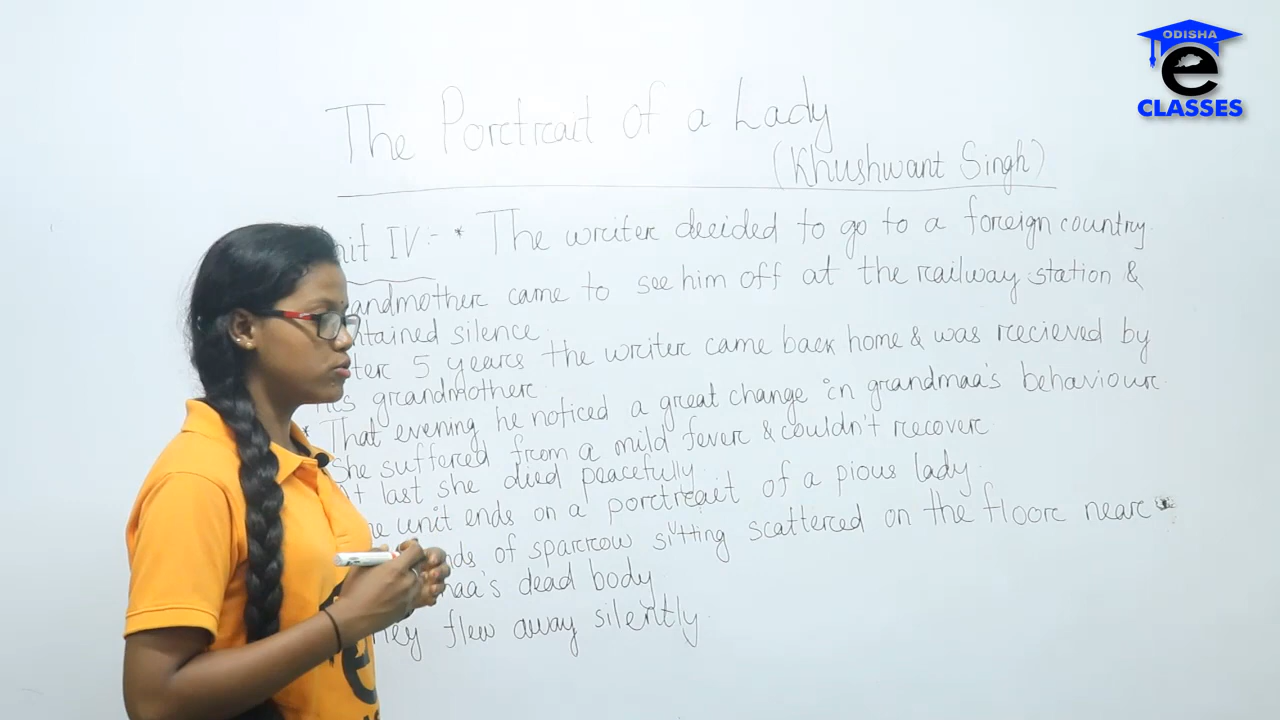 ODISHA
e
CLASSES
The Portrait of a Lady
(Khushwant Singh)
nit IV :- * The writer decided to go to a foreign country.
andmother came to see him off at the railway station &
ntained silence.
ter 5 years the writer came back home & was recieved by
his grandmother
* That evening he noticed a great change in grandmaa's behaviour.
She suffered from a mild fever & couldn't recover
t last she died peacefully.
he unit ends on a portreait of a pious lady.
nds of sparrow sitting scattered on the floor near
maa's dead body
hey flew away silently.